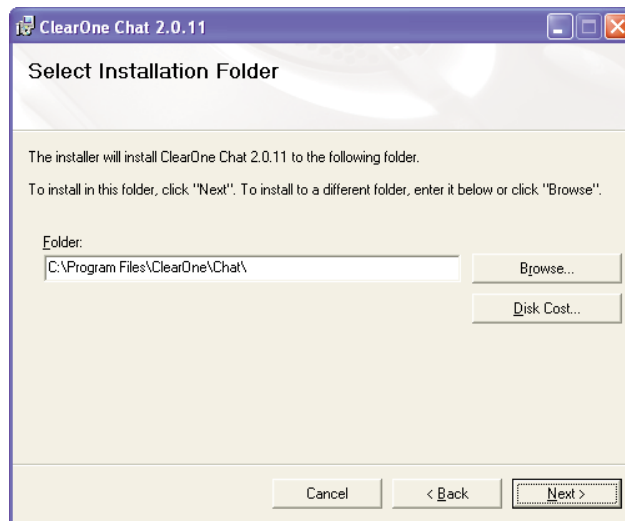 ClearOne Chat 2.0.11
Select Installation Folder
The installer will install ClearOne Chat 2.0.11 to the following folder.
To install in this folder, click "Next". To install to a different folder, enter it below or click "Browse".
Folder:
C:\Program Files\ClearOne\Chat\
Browse...
Disk Cost...
Cancel
< Back
Next >